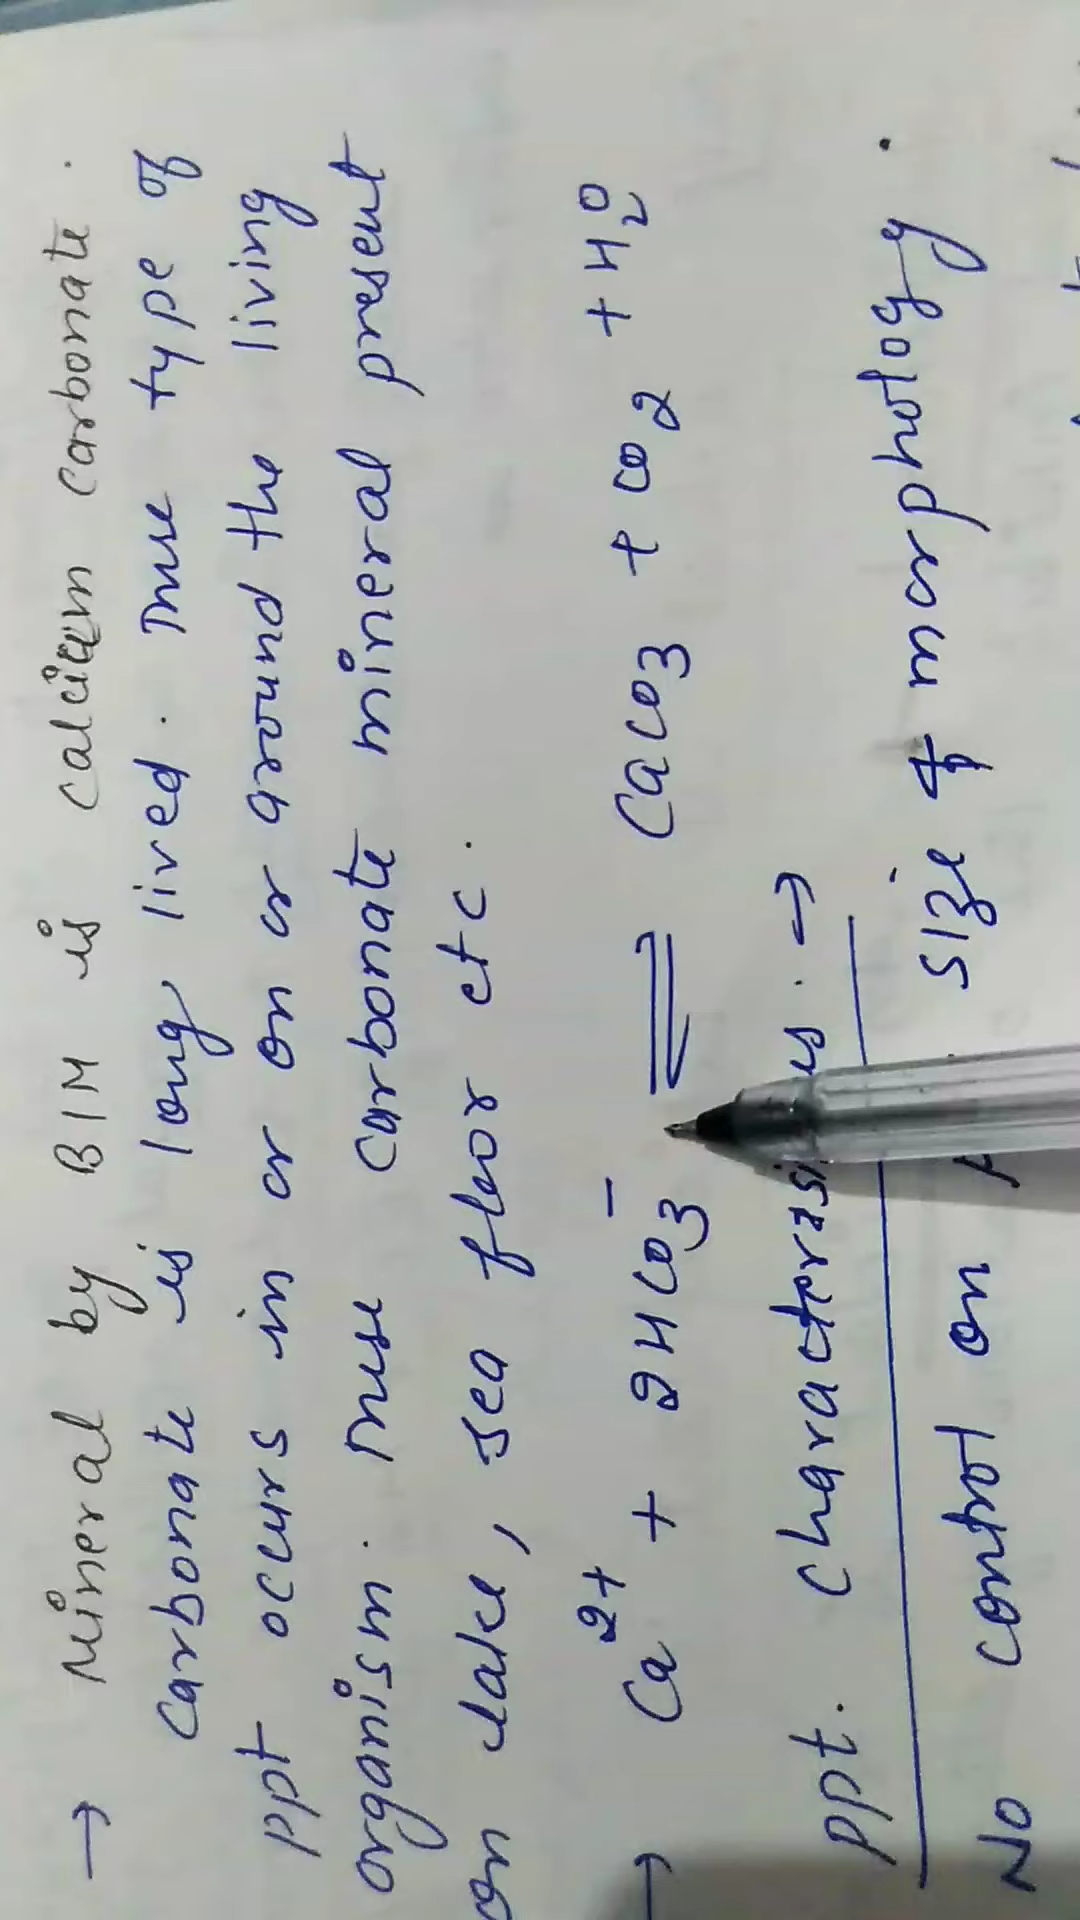 → Mineral by BIM is calcium carbonate.
carbonate is long lived. These type of
ppt occurs in or on or around the living
organism. These carbonate mineral present
on lake, sea floor etc.
→ Ca²⁺ + 2HCO₃⁻ ⇌ CaCO₃ + CO₂ + H₂O
ppt. →
No control on size & morphology.